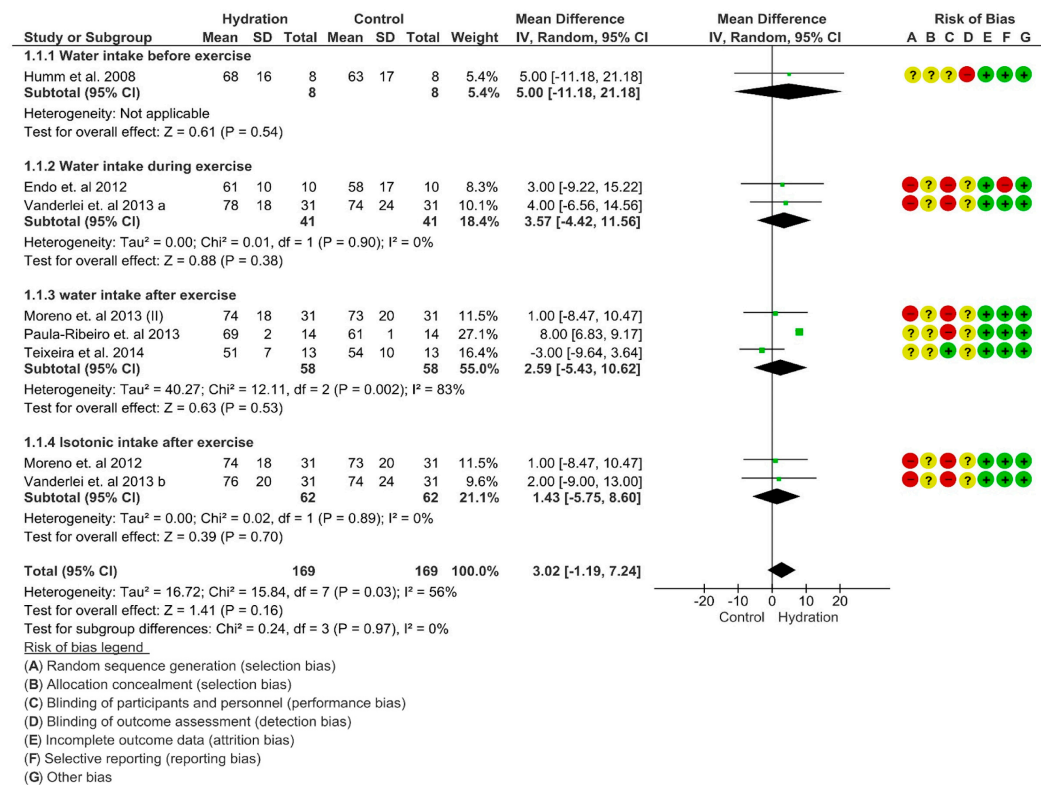 Hydration Control Mean Difference Mean Difference Risk of Bias
Study or Subgroup Mean SD Total Mean SD Total Weight IV, Random, 95% CI IV, Random, 95% CI A B C D E F G
1.1.1 Water intake before exercise
Humm et al. 2008 68 16 8 63 17 8 5.4% 5.00 [-11.18, 21.18] ? ? ? - + + +
Subtotal (95% CI) 8 8 5.4% 5.00 [-11.18, 21.18]
Heterogeneity: Not applicable
Test for overall effect: Z = 0.61 (P = 0.54)
1.1.2 Water intake during exercise
Endo et. al 2012 61 10 10 58 17 10 8.3% 3.00 [-9.22, 15.22] - ? - ? + - +
Vanderlei et al. 2013 a 78 18 31 74 24 31 10.1% 4.00 [-6.56, 14.56] - ? - ? + + +
Subtotal (95% CI) 41 41 18.4% 3.57 [-4.42, 11.56]
Heterogeneity: Tau² = 0.00; Chi² = 0.01, df = 1 (P = 0.90); I² = 0%
Test for overall effect: Z = 0.88 (P = 0.38)
1.1.3 water intake after exercise
Moreno et al. 2013 (II) 74 18 31 73 20 31 11.5% 1.00 [-8.47, 10.47] - ? - ? + + +
Paula-Ribeiro et. al 2013 69 2 14 61 1 14 27.1% 8.00 [6.83, 9.17] ? ? - ? + + +
Teixeira et al. 2014 51 7 13 54 10 13 16.4% -3.00 [-9.64, 3.64] ? ? + ? + + +
Subtotal (95% CI) 58 58 55.0% 2.59 [-5.43, 10.62]
Heterogeneity: Tau² = 40.27; Chi² = 12.11, df = 2 (P = 0.002); I² = 83%
Test for overall effect: Z = 0.63 (P = 0.53)
1.1.4 Isotonic intake after exercise
Moreno et. al 2012 74 18 31 73 20 31 11.5% 1.00 [-8.47, 10.47] - ? - ? + + +
Vanderlei et al. 2013 b 76 20 31 74 24 31 9.6% 2.00 [-9.00, 13.00] - ? - ? + + +
Subtotal (95% CI) 62 62 21.1% 1.43 [-5.75, 8.60]
Heterogeneity: Tau² = 0.00; Chi² = 0.02, df = 1 (P = 0.89); I² = 0%
Test for overall effect: Z = 0.39 (P = 0.70)
Total (95% CI) 169 169 100.0% 3.02 [-1.19, 7.24]
Heterogeneity: Tau² = 16.72; Chi² = 15.84, df = 7 (P = 0.03); I² = 56%
Test for overall effect: Z = 1.41 (P = 0.16)
Test for subgroup differences: Chi² = 0.24, df = 3 (P = 0.97), I² = 0%
-20 -10 0 10 20
Control Hydration
Risk of bias legend
(A) Random sequence generation (selection bias)
(B) Allocation concealment (selection bias)
(C) Blinding of participants and personnel (performance bias)
(D) Blinding of outcome assessment (detection bias)
(E) Incomplete outcome data (attrition bias)
(F) Selective reporting (reporting bias)
(G) Other bias